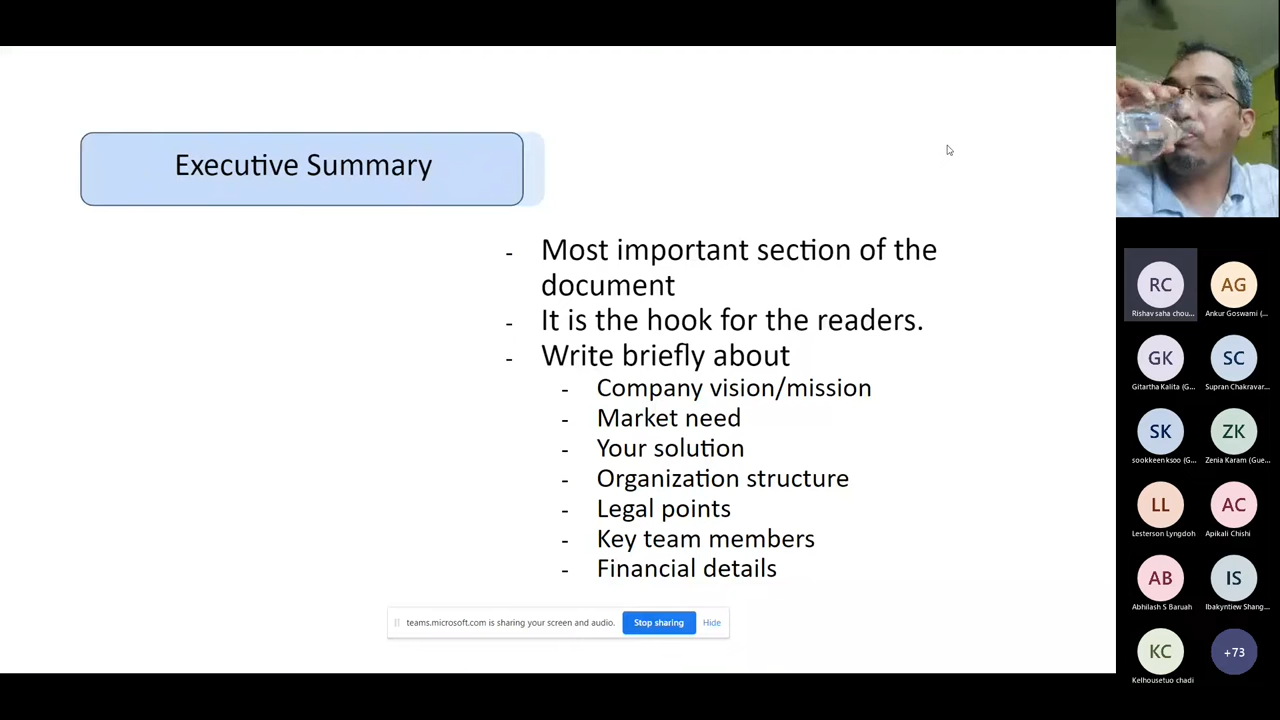 Executive Summary
- Most important section of the
document
- It is the hook for the readers.
- Write briefly about
- Company vision/mission
- Market need
- Your solution
- Organization structure
- Legal points
- Key team members
- Financial details
teams.microsoft.com is sharing your screen and audio. Stop sharing Hide
RC AG
Rishav saha chou... Ankur Goswami (...
GK SC
Gitartha Kalita (G... Supran Chakravar...
SK ZK
sookkeenksoo (G... Zenia Karam (Gue...
LL AC
Lesterson Lyngdoh Apikali Chishi
AB IS
Abhilash S Baruah Ibakyntiew Shang...
KC +73
Kelhousetuo chadi